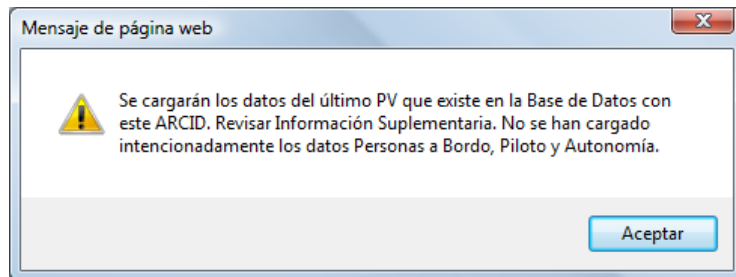 Mensaje de página web
Se cargarán los datos del último PV que existe en la Base de Datos con
este ARCID. Revisar Información Suplementaria. No se han cargado
intencionadamente los datos Personas a Bordo, Piloto y Autonomía.
Aceptar